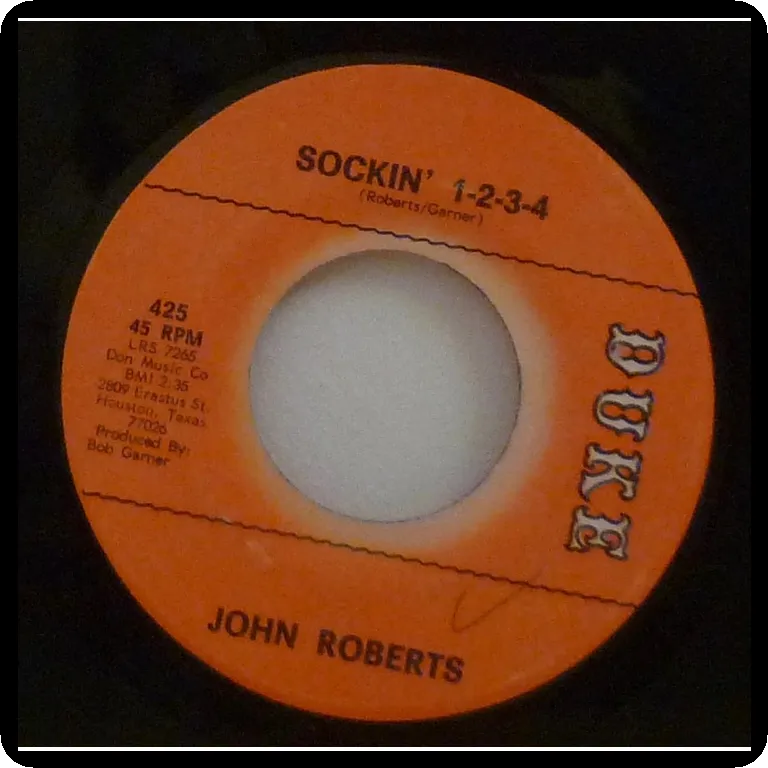 SOCKIN' 1-2-3-4
(Roberts/Garner)
425
45 RPM
LRS 7265
Don Music Co
BMI 2:35
2809 Erastus St.
Houston, Texas
77026
Produced By:
Bob Garner
DUKE
JOHN ROBERTS